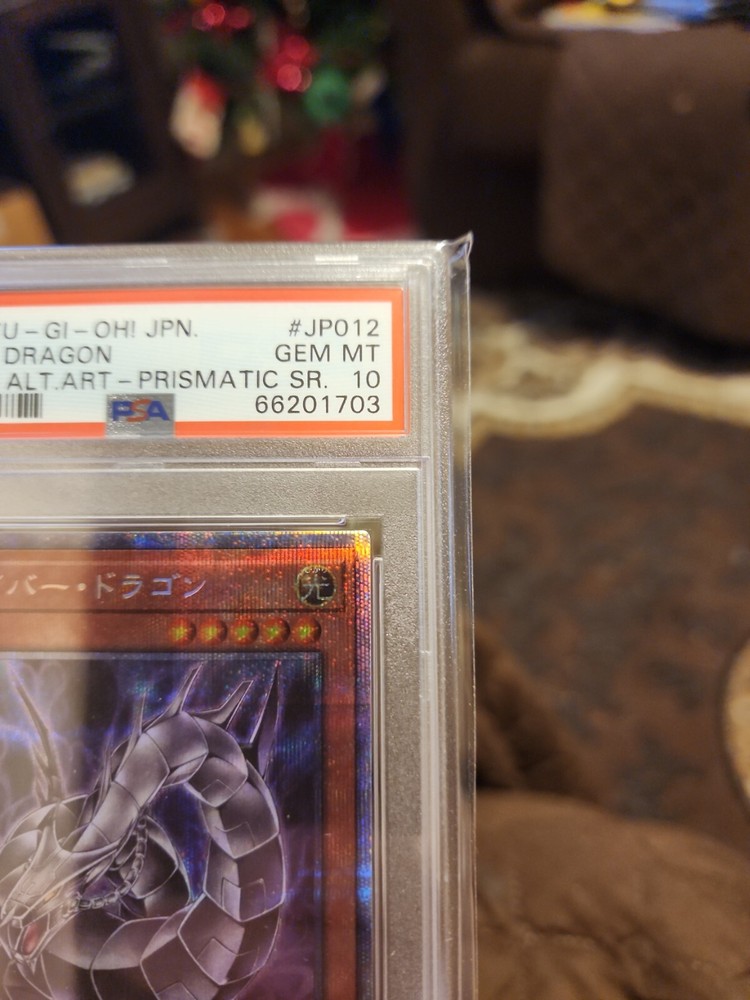 YU-GI-OH! JPN. #JP012
DRAGON GEM MT
ALT.ART-PRISMATIC SR. 10
PSA 66201703
バー・ドラゴン 光